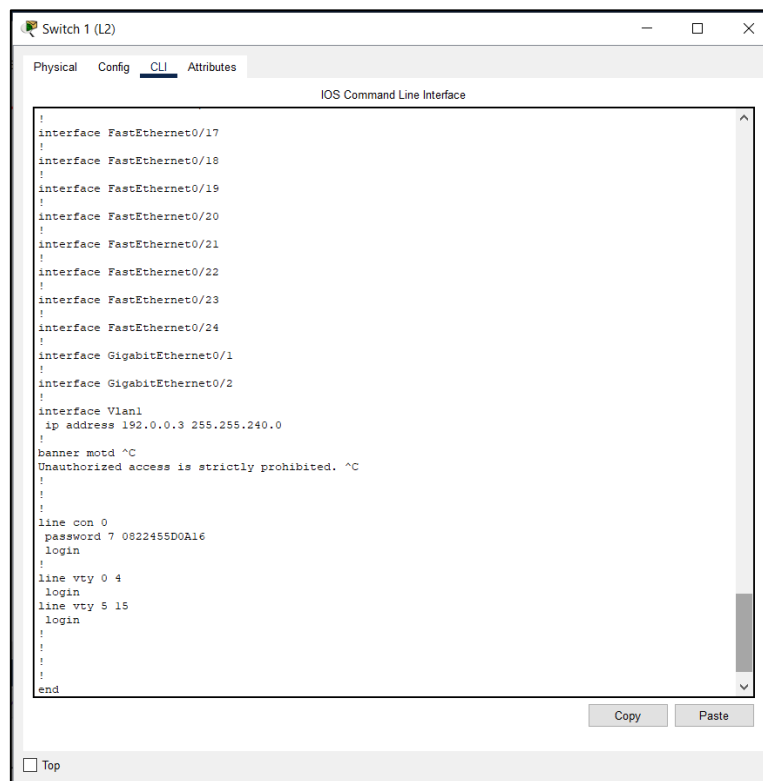 Switch 1 (L2)
Physical Config CLI Attributes
IOS Command Line Interface
!
interface FastEthernet0/17
!
interface FastEthernet0/18
!
interface FastEthernet0/19
!
interface FastEthernet0/20
!
interface FastEthernet0/21
!
interface FastEthernet0/22
!
interface FastEthernet0/23
!
interface FastEthernet0/24
!
interface GigabitEthernet0/1
!
interface GigabitEthernet0/2
!
interface Vlan1
 ip address 192.0.0.3 255.255.240.0
!
banner motd ^C
Unauthorized access is strictly prohibited. ^C
!
!
!
line con 0
 password 7 0822455D0A16
 login
!
line vty 0 4
 login
line vty 5 15
 login
!
!
!
!
end
Copy Paste
Top